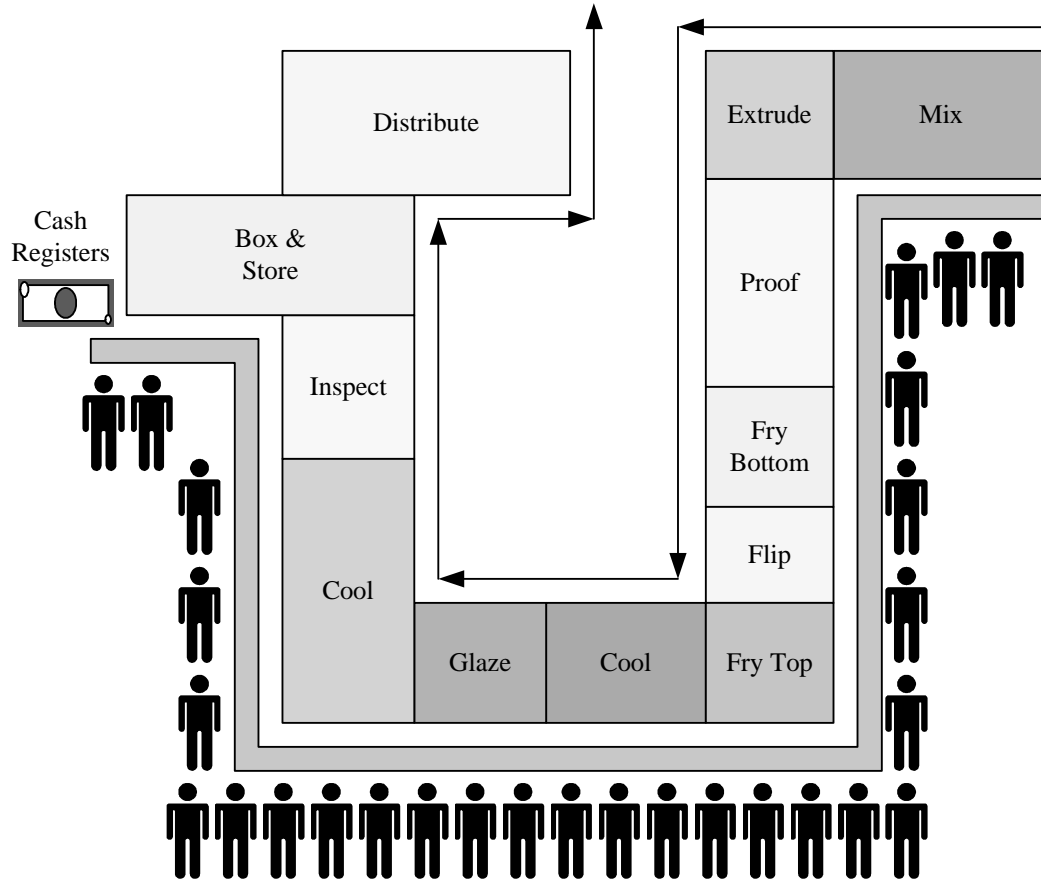 Distribute
Extrude
Mix
Cash
Registers
Box &
Store
Proof
Inspect
Fry
Bottom
Flip
Cool
Glaze
Cool
Fry Top